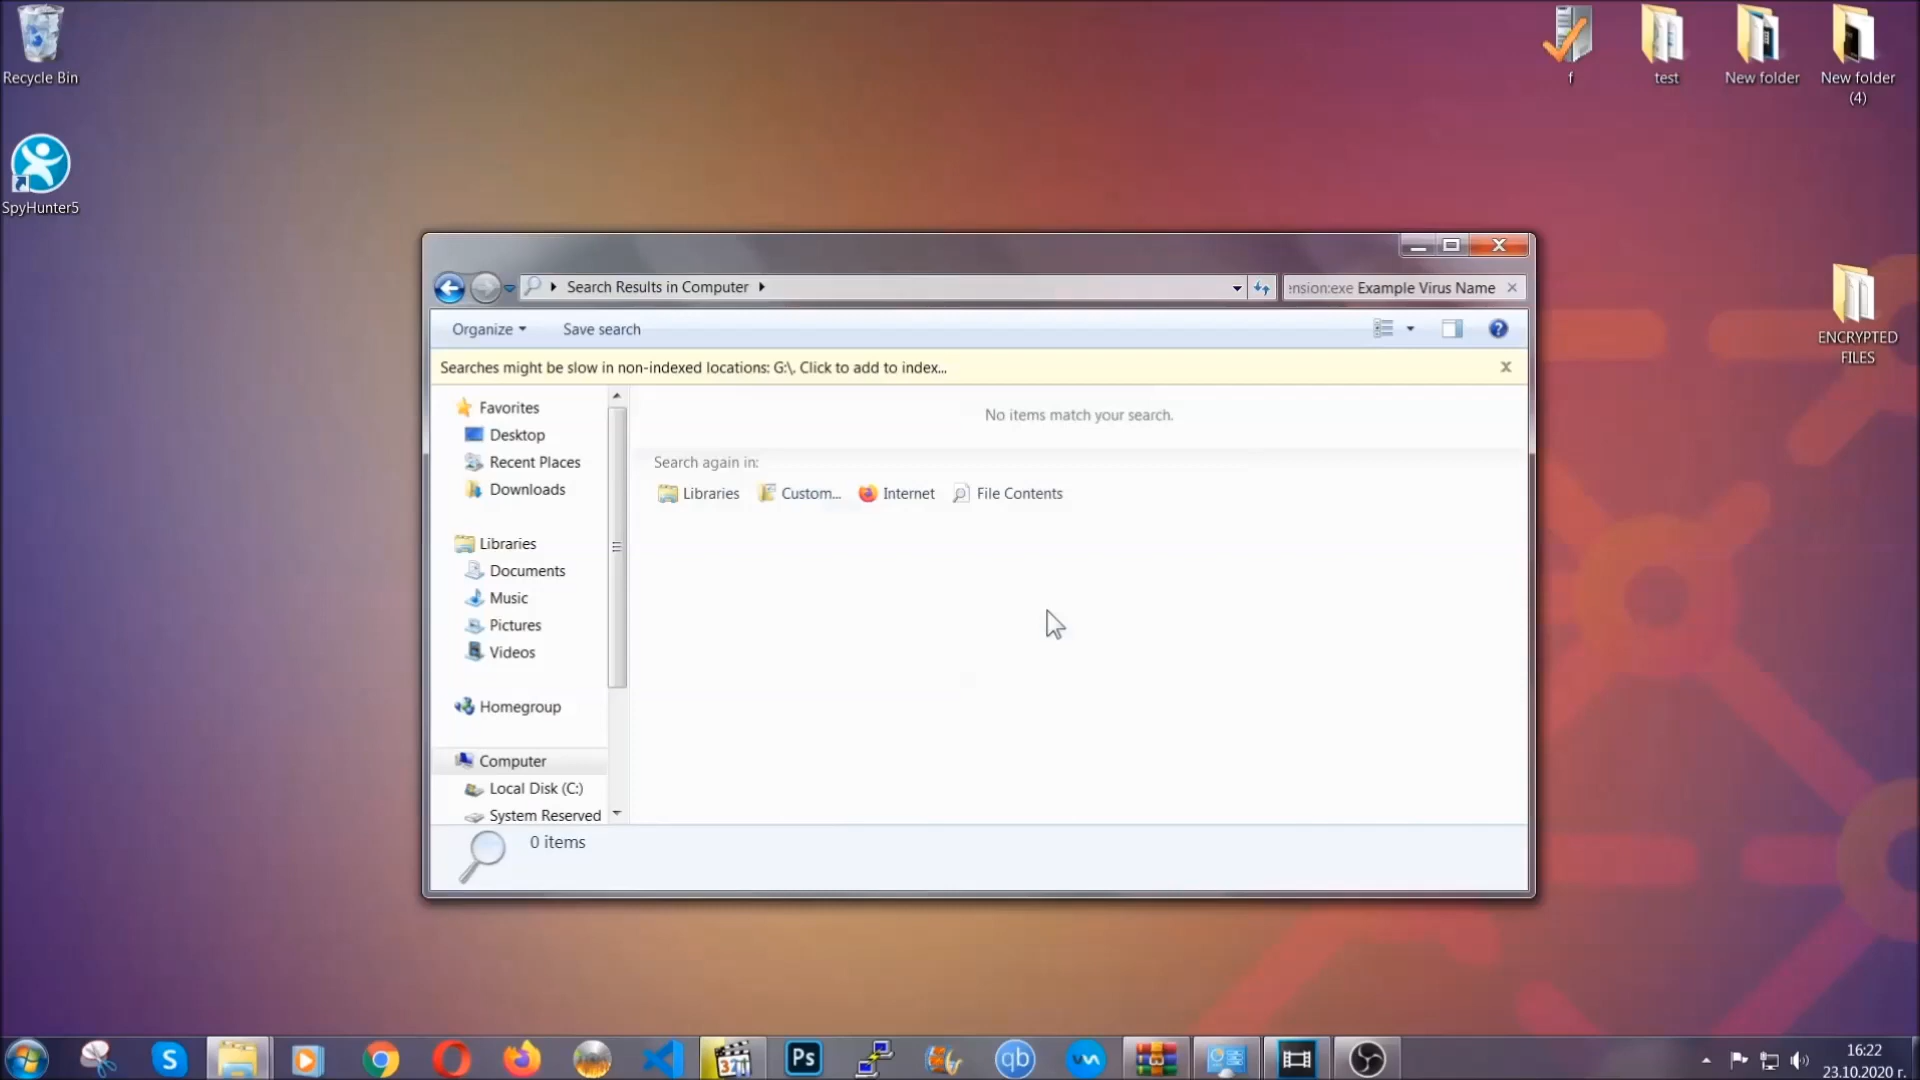 Recycle Bin
SpyHunter5
f
test
New folder
New folder
(4)
ENCRYPTED
FILES
Search Results in Computer
ension:exe Example Virus Name
Organize
Save search
Searches might be slow in non-indexed locations: G:\. Click to add to index...
Favorites
Desktop
Recent Places
Downloads
Libraries
Documents
Music
Pictures
Videos
Homegroup
Computer
Local Disk (C:)
System Reserved
No items match your search.
Search again in:
Libraries
Custom...
Internet
File Contents
0 items
S
321
Ps
qb
16:22
23.10.2020 г.